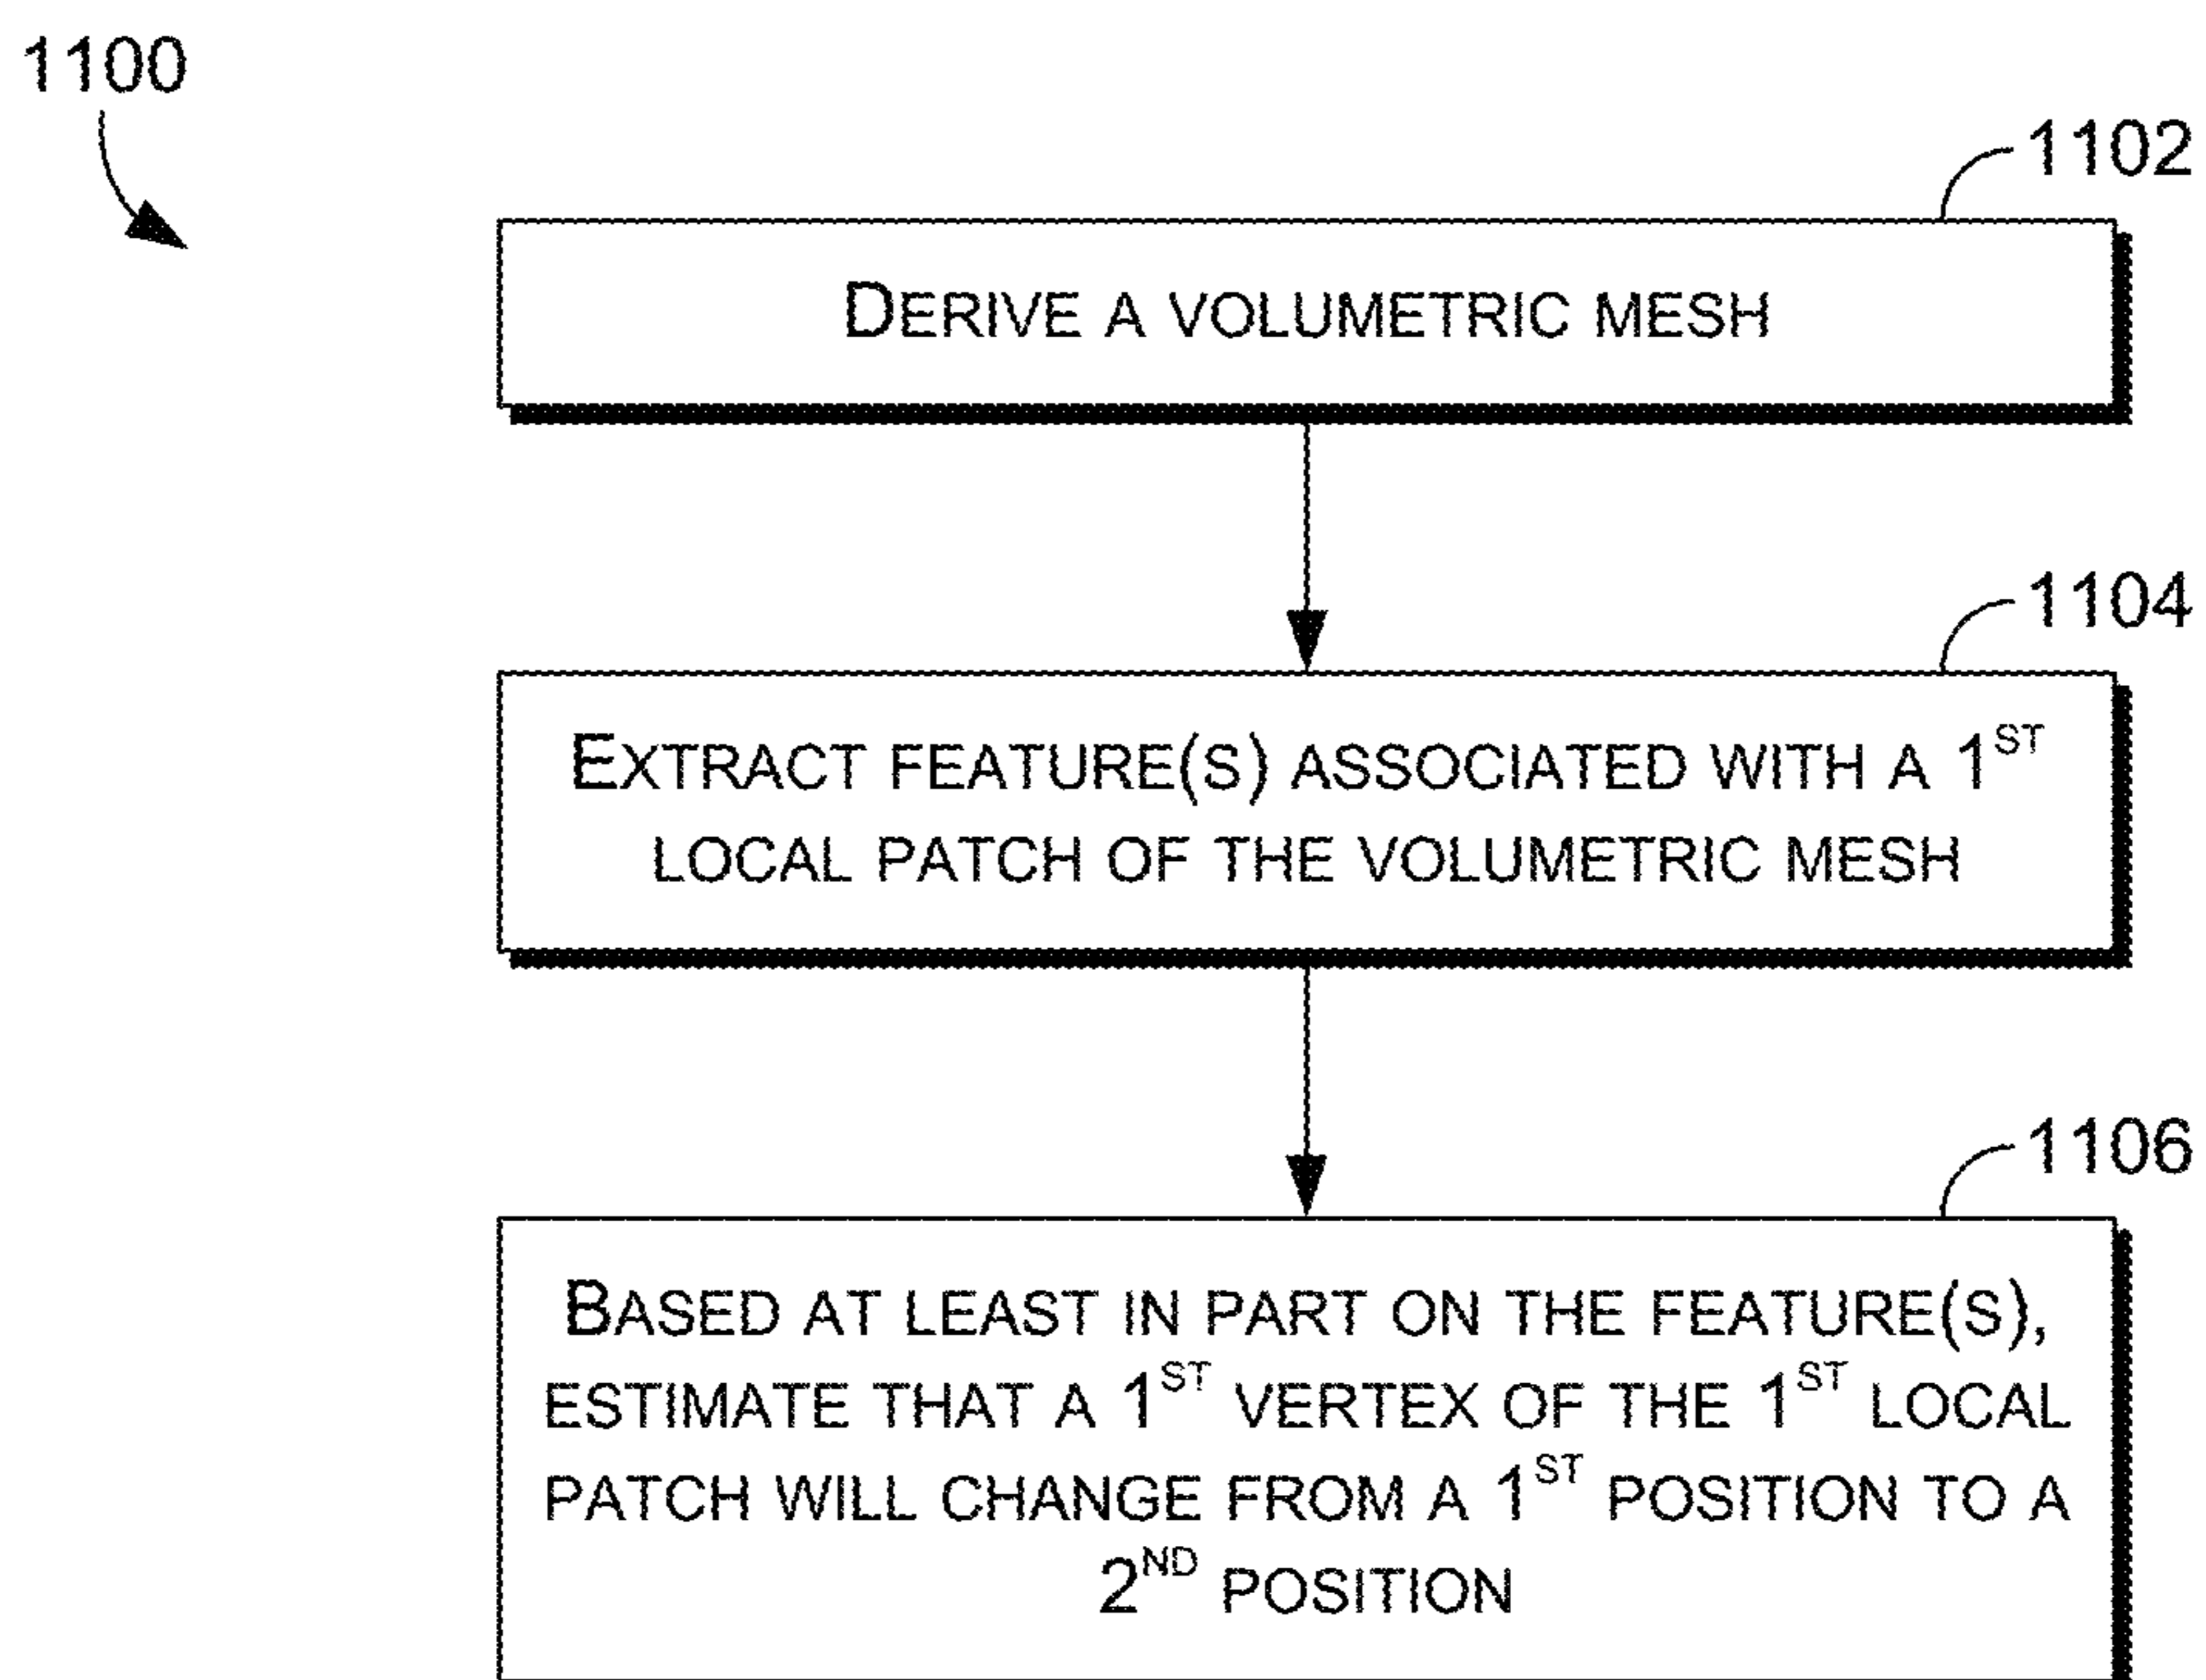 1100
1102
DERIVE A VOLUMETRIC MESH
1104
EXTRACT FEATURE(S) ASSOCIATED WITH A 1ST
LOCAL PATCH OF THE VOLUMETRIC MESH
1106
BASED AT LEAST IN PART ON THE FEATURE(S),
ESTIMATE THAT A 1ST VERTEX OF THE 1ST LOCAL
PATCH WILL CHANGE FROM A 1ST POSITION TO A
2ND POSITION